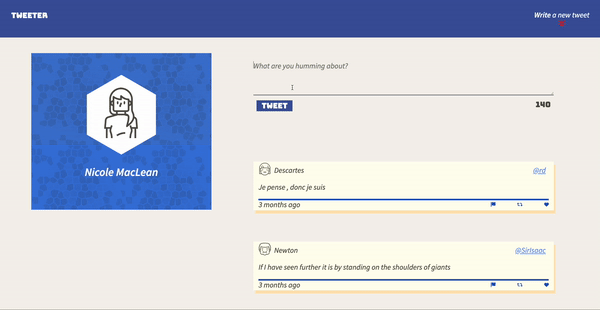 TWEETER
Write a new tweet
Nicole MacLean
What are you humming about?
TWEET
140
Descartes
@rd
Je pense , donc je suis
3 months ago
Newton
@SirIsaac
If I have seen further it is by standing on the shoulders of giants
3 months ago